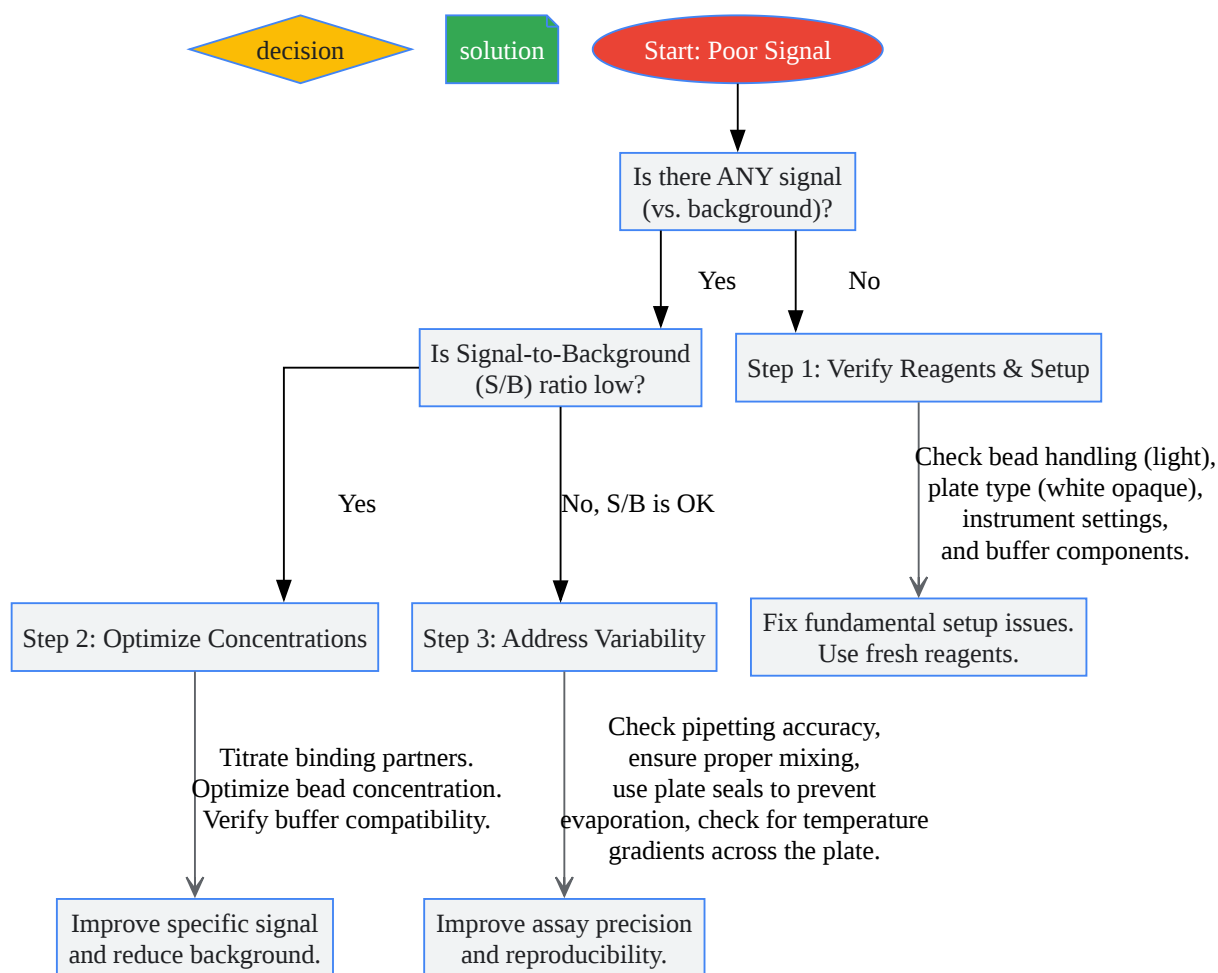 decision
solution
Start: Poor Signal
Is there ANY signal
(vs. background)?
Yes
No
Is Signal-to-Background
(S/B) ratio low?
Step 1: Verify Reagents & Setup
Check bead handling (light),
plate type (white opaque),
instrument settings,
and buffer components.
Yes
No, S/B is OK
Step 2: Optimize Concentrations
Step 3: Address Variability
Fix fundamental setup issues.
Use fresh reagents.
Titrate binding partners.
Optimize bead concentration.
Verify buffer compatibility.
Check pipetting accuracy,
ensure proper mixing,
use plate seals to prevent
evaporation, check for temperature
gradients across the plate.
Improve specific signal
and reduce background.
Improve assay precision
and reproducibility.